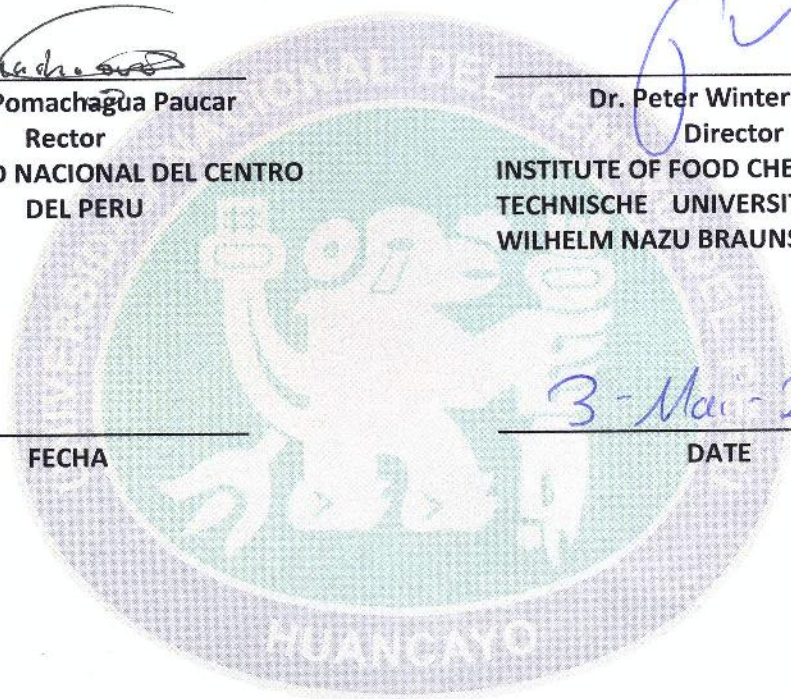 Pomachagua Paucar
Rector
D NACIONAL DEL CENTRO
DEL PERU
FECHA
Dr. Peter Winter
Director
INSTITUTE OF FOOD CHE
TECHNISCHE UNIVERSIT
WILHELM NAZU BRAUNS
3-Mai-2
DATE
HUANCAYO